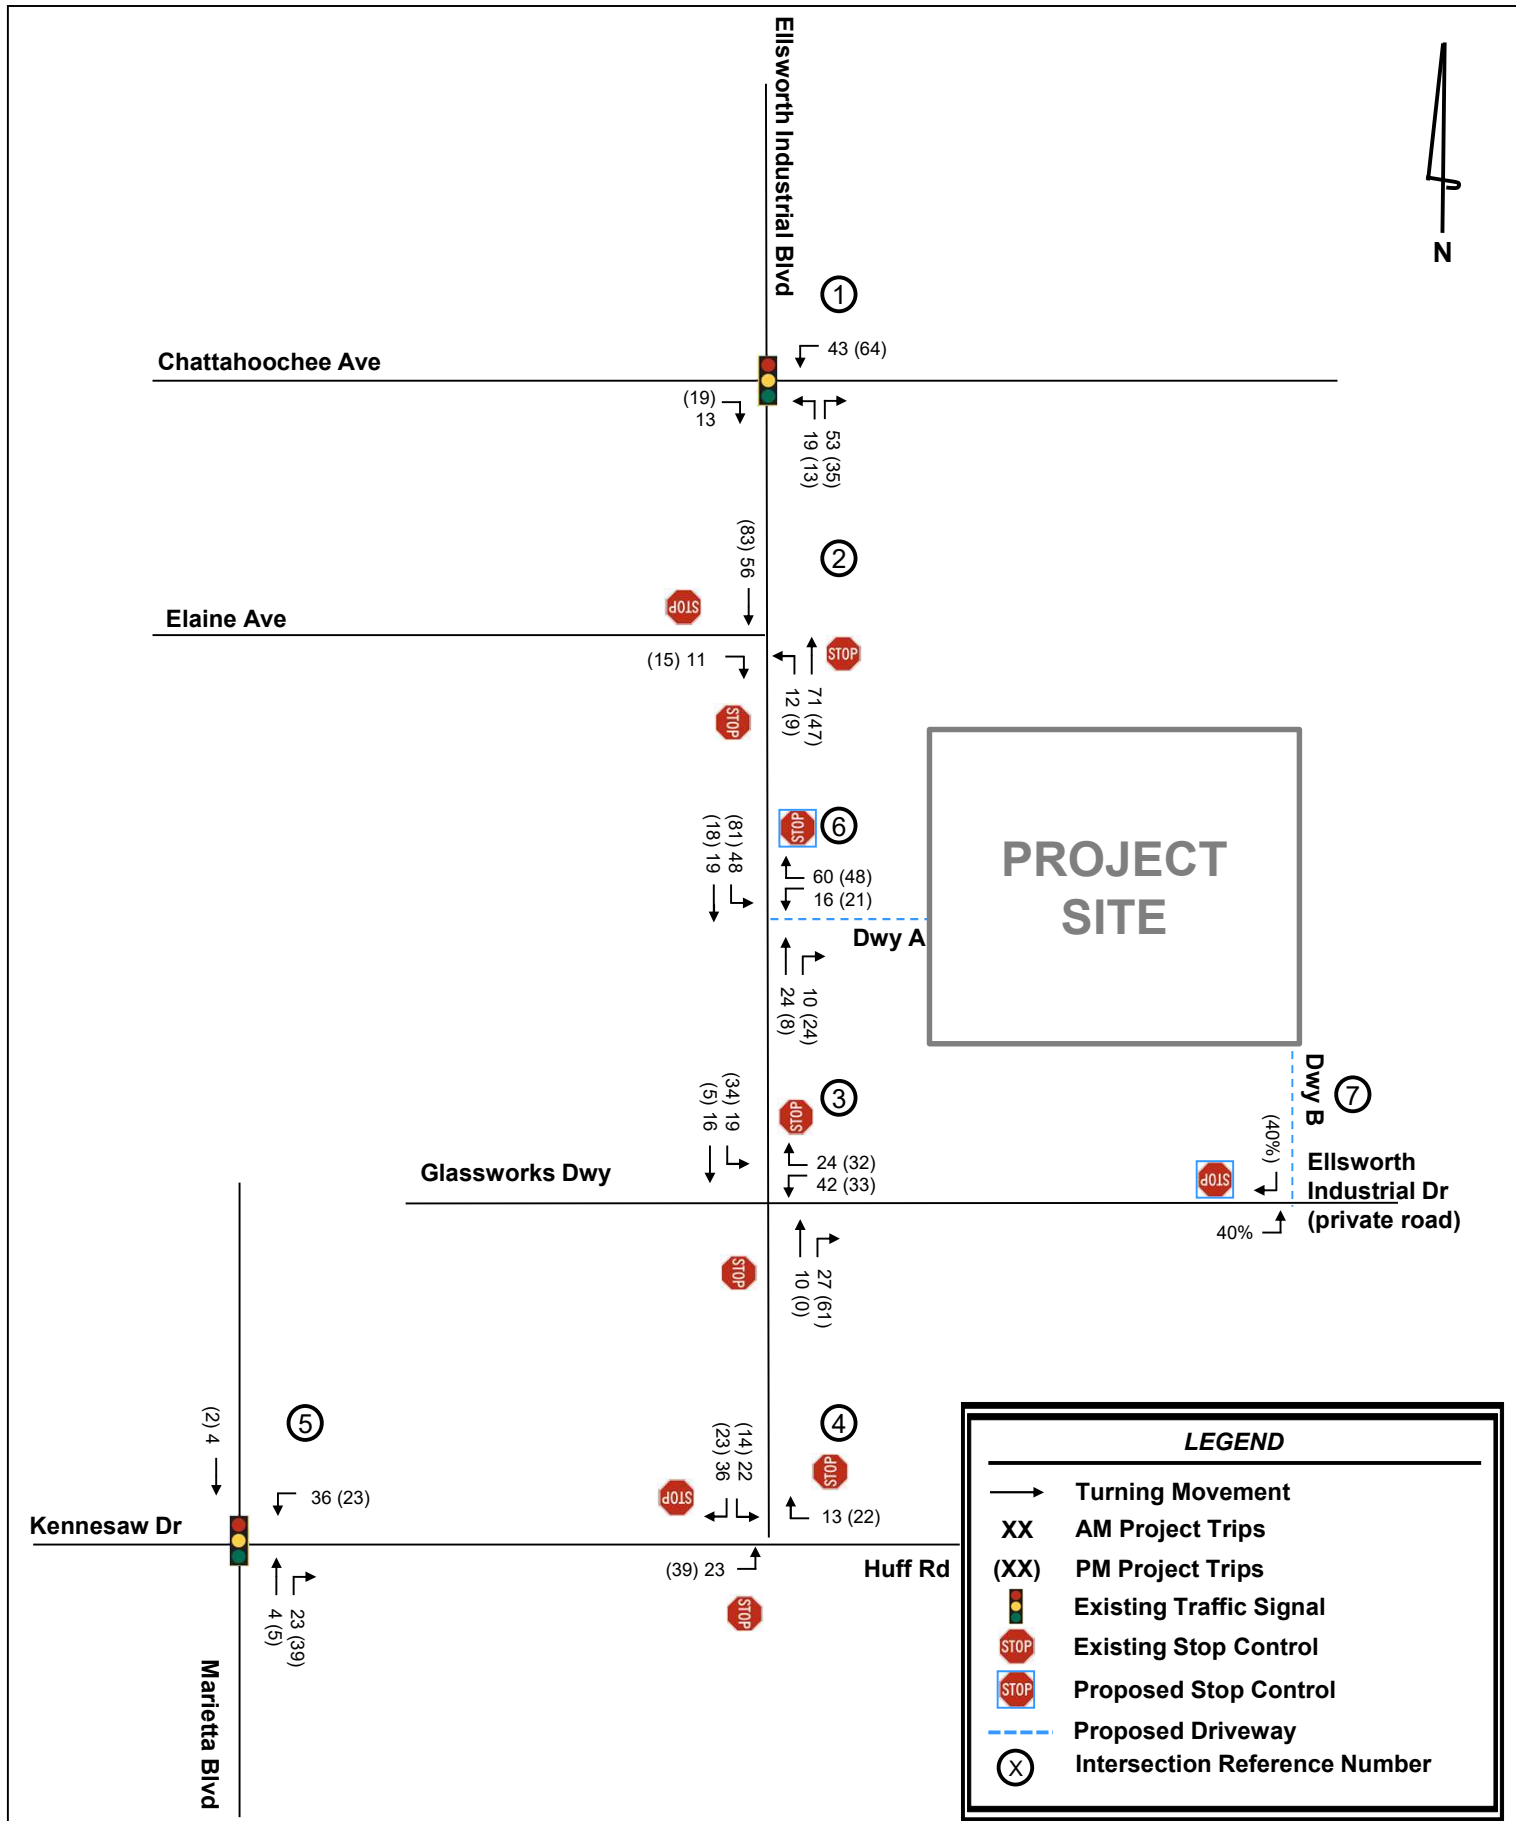 Ellsworth Industrial Blvd
N
1
43 (64)
Chattahoochee Ave
(19)
13
53 (35)
19 (13)
(83) 56
2
STOP
Elaine Ave
STOP
(15) 11
71 (47)
12 (9)
STOP
PROJECT
SITE
STOP
6
(81) 48
(18) 19
60 (48)
16 (21)
Dwy A
10 (24)
24 (8)
Dwy B
7
(34) 19
(5) 16
STOP
3
(40%)
24 (32)
42 (33)
Glassworks Dwy
STOP
Ellsworth
Industrial Dr
(private road)
40%
STOP
27 (61)
10 (0)
(2) 4
5
(14) 22
(23) 36
4
STOP
STOP
36 (23)
13 (22)
Kennesaw Dr
(39) 23
Huff Rd
STOP
23 (39)
4 (5)
Marietta Blvd
LEGEND
Turning Movement
XX AM Project Trips
(XX) PM Project Trips
Existing Traffic Signal
STOP Existing Stop Control
STOP Proposed Stop Control
Proposed Driveway
X Intersection Reference Number